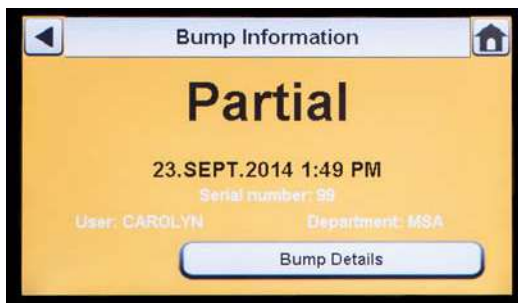 Bump Information
Partial
23.SEPT.2014 1:49 PM
Serial number: 99
User: CAROLYN Department: MSA
Bump Details